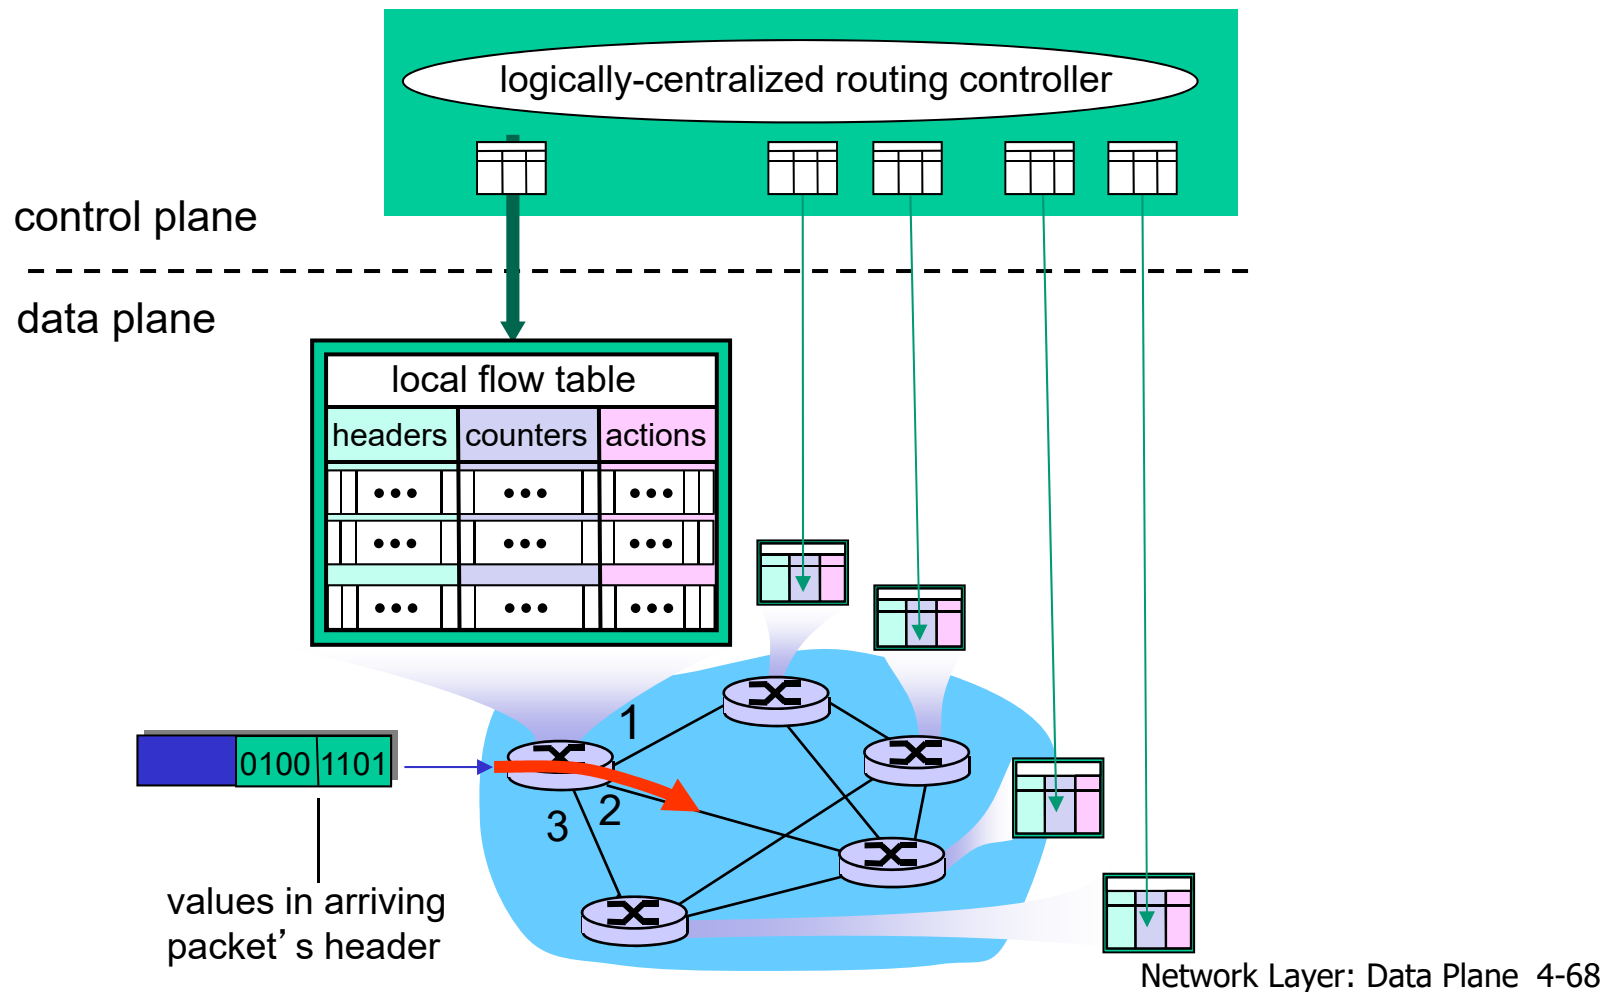 logically-centralized routing controller
control plane
data plane
local flow table
headers counters actions
1
0100 1101
2
3
values in arriving
packet’s header
Network Layer: Data Plane 4-68